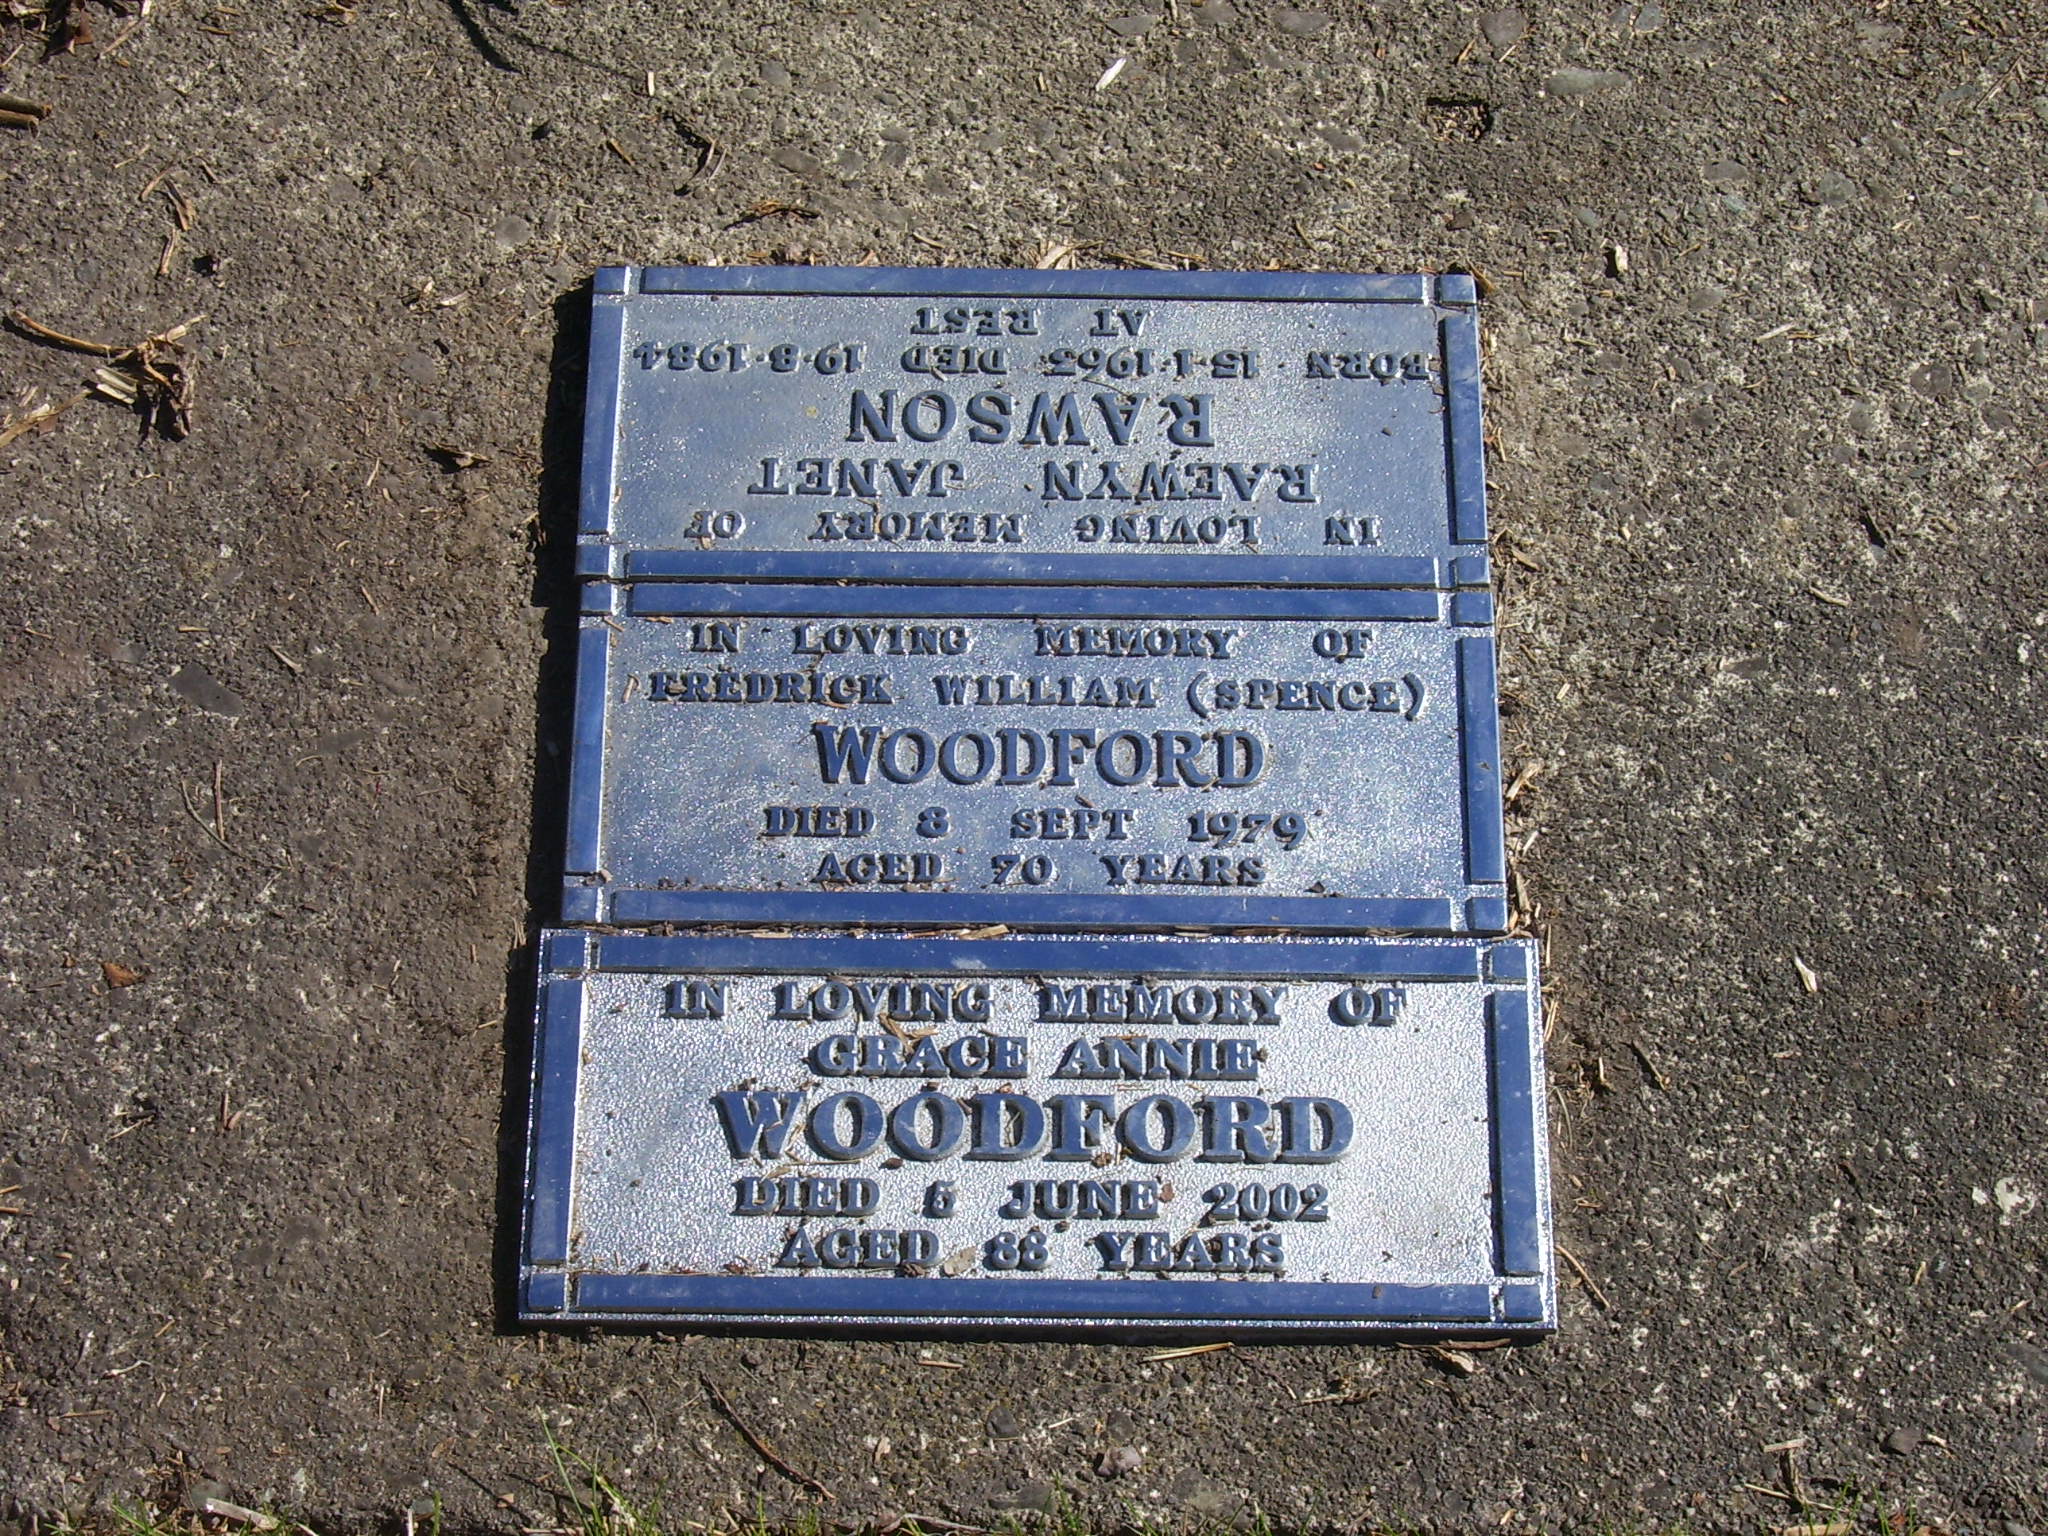 IN LOVING MEMORY OF
RAEWYN JANET
RAWSON
BORN 15·1·1963 DIED 19·8·1984
AT REST
IN LOVING MEMORY OF
FREDRICK WILLIAM (SPENCE)
WOODFORD
DIED 8 SEPT 1979
AGED 70 YEARS
IN LOVING MEMORY OF
GRACE ANNIE
WOODFORD
DIED 5 JUNE 2002
AGED 88 YEARS